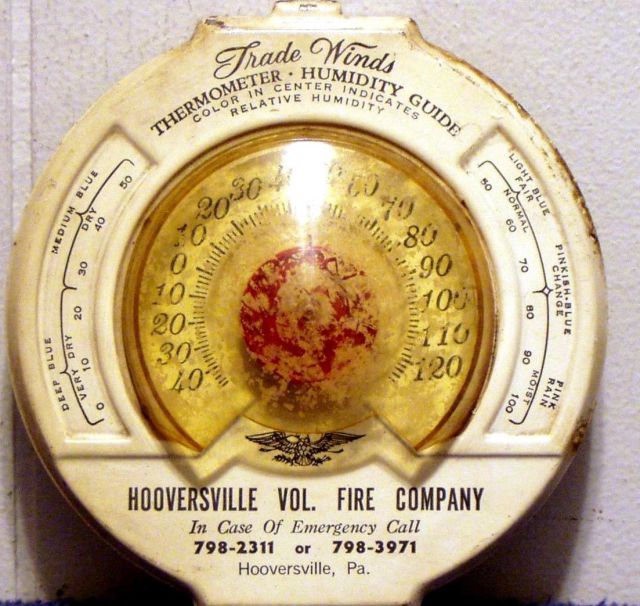 Trade Winds
THERMOMETER · HUMIDITY GUIDE
COLOR IN CENTER INDICATES
RELATIVE HUMIDITY
DEEP BLUE
MEDIUM BLUE
VERY DRY
DRY
0
10
20
30
40
50
40
30
20
10
0
10
20
30
60
70
80
90
100
110
120
LIGHT BLUE
FAIR
NORMAL
PINKISH-BLUE
CHANGE
PINK
RAIN
MOIST
50
60
70
80
90
100
HOOVERSVILLE VOL. FIRE COMPANY
In Case Of Emergency Call
798-2311 or 798-3971
Hooversville, Pa.